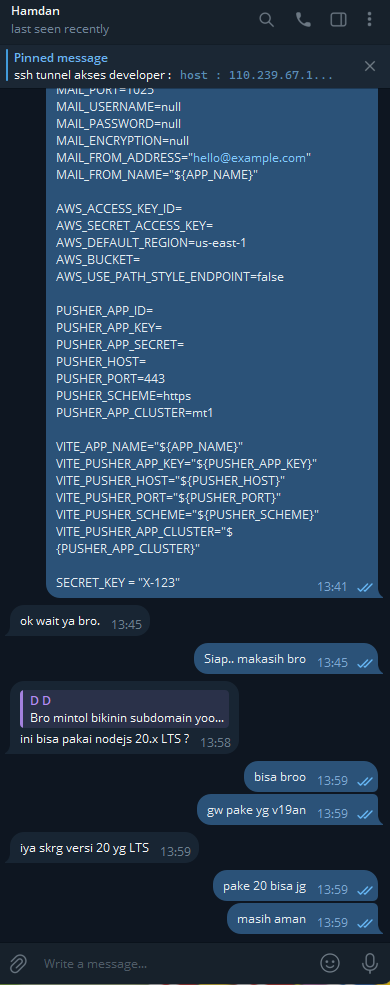 Hamdan
last seen recently
Pinned message
ssh tunnel akses developer: host : 110.239.67.1...
MAIL_PORT=1025
MAIL_USERNAME=null
MAIL_PASSWORD=null
MAIL_ENCRYPTION=null
MAIL_FROM_ADDRESS="hello@example.com"
MAIL_FROM_NAME="${APP_NAME}"
AWS_ACCESS_KEY_ID=
AWS_SECRET_ACCESS_KEY=
AWS_DEFAULT_REGION=us-east-1
AWS_BUCKET=
AWS_USE_PATH_STYLE_ENDPOINT=false
PUSHER_APP_ID=
PUSHER_APP_KEY=
PUSHER_APP_SECRET=
PUSHER_HOST=
PUSHER_PORT=443
PUSHER_SCHEME=https
PUSHER_APP_CLUSTER=mt1
VITE_APP_NAME="${APP_NAME}"
VITE_PUSHER_APP_KEY="${PUSHER_APP_KEY}"
VITE_PUSHER_HOST="${PUSHER_HOST}"
VITE_PUSHER_PORT="${PUSHER_PORT}"
VITE_PUSHER_SCHEME="${PUSHER_SCHEME}"
VITE_PUSHER_APP_CLUSTER="$
{PUSHER_APP_CLUSTER}"
SECRET_KEY = "X-123" 13:41
ok wait ya bro. 13:45
Siap.. makasih bro 13:45
D D
Bro mintol bikinin subdomain yoo...
ini bisa pakai nodejs 20.x LTS ? 13:58
bisa broo 13:59
gw pake yg v19an 13:59
iya skrg versi 20 yg LTS 13:59
pake 20 bisa jg 13:59
masih aman 13:59
Write a message...